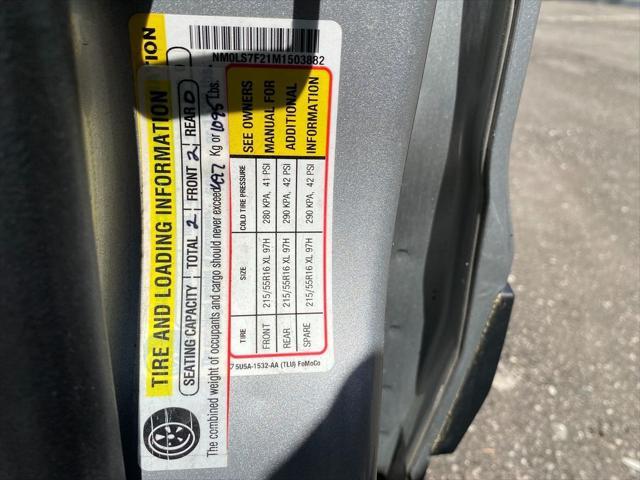 NM0LS7F21M1503882
TION
TIRE AND LOADING INFORMATION
SEATING CAPACITY TOTAL 2 FRONT 2 REAR 0
The combined weight of occupants and cargo should never exceed 497 Kg or 1095 Lbs.
TIRE SIZE COLD TIRE PRESSURE SEE OWNERS
FRONT 215/55R16 XL 97H 280 KPA, 41 PSI MANUAL FOR
REAR 215/55R16 XL 97H 290 KPA, 42 PSI ADDITIONAL
SPARE 215/55R16 XL 97H 290 KPA, 42 PSI INFORMATION
5U5A-1532-AA (TLU) FoMoCo